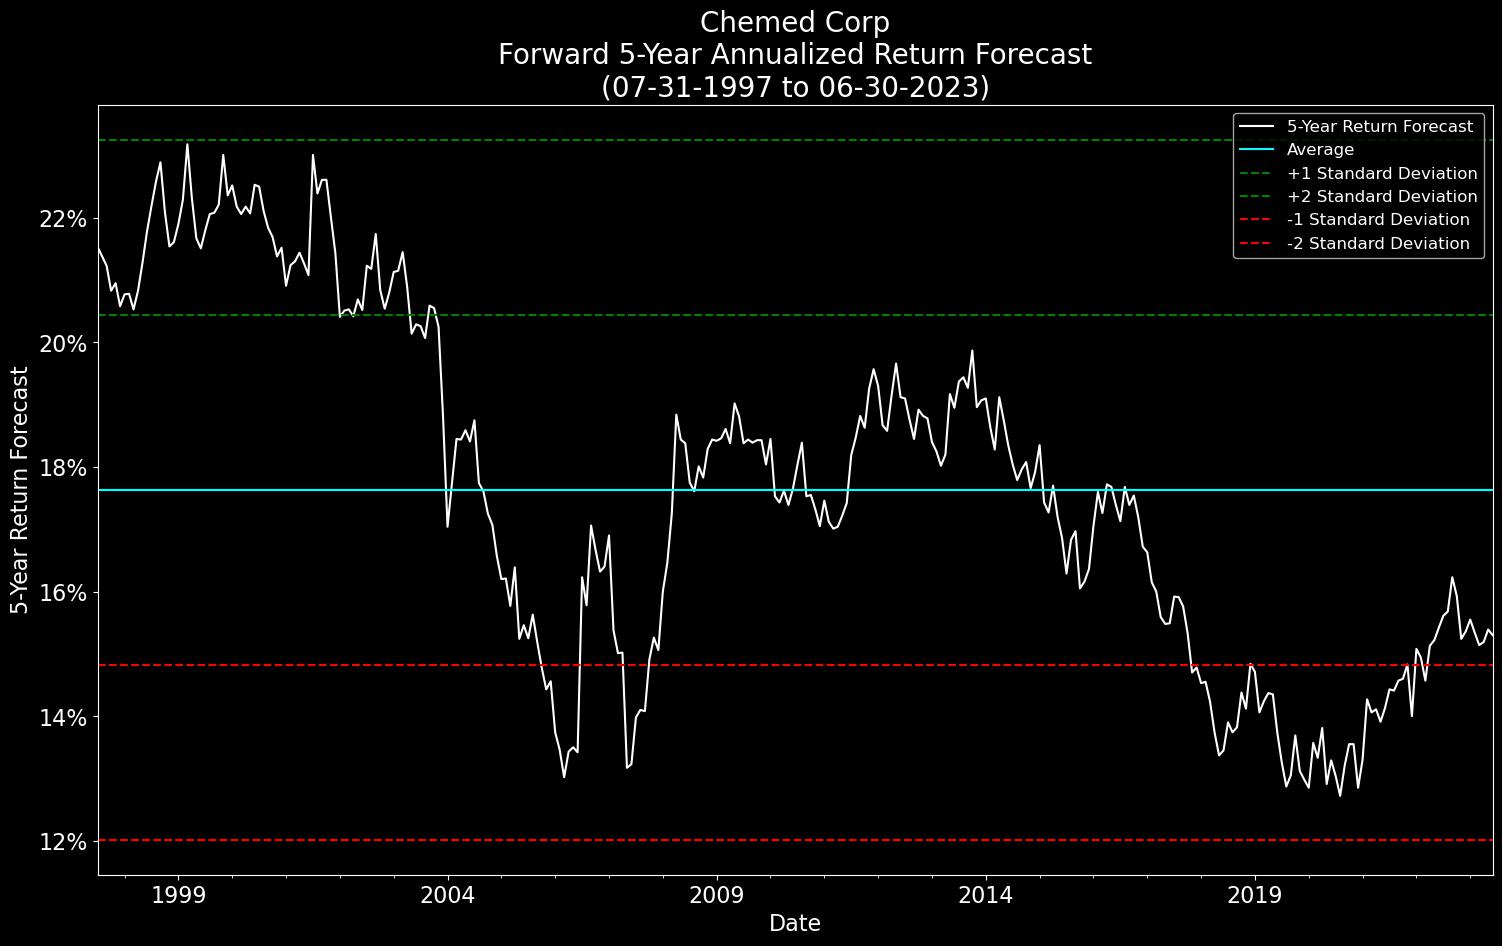 Chemed Corp
Forward 5-Year Annualized Return Forecast
(07-31-1997 to 06-30-2023)
5-Year Return Forecast
Average
+1 Standard Deviation
+2 Standard Deviation
-1 Standard Deviation
-2 Standard Deviation
5-Year Return Forecast
22%
20%
18%
16%
14%
12%
1999
2004
2009
2014
2019
Date